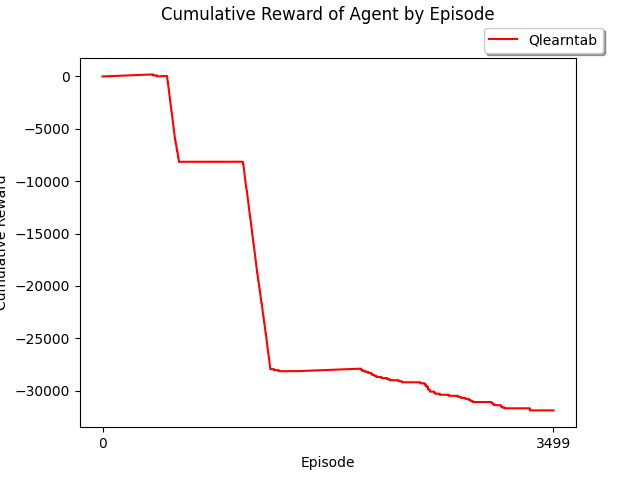 Cumulative Reward of Agent by Episode
Qlearntab
0
−5000
−10000
−15000
−20000
−25000
−30000
Cumulative Reward
0
3499
Episode